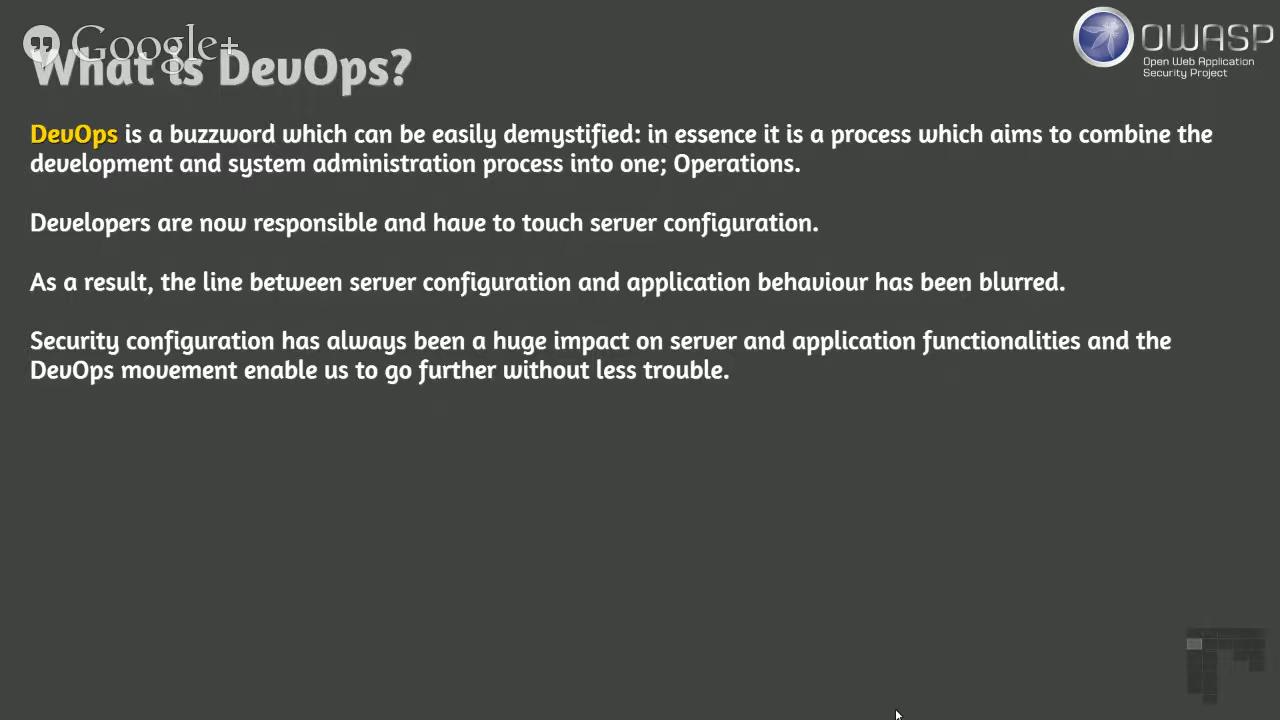 Google+
What is DevOps?
OWASP
Open Web Application
Security Project
DevOps is a buzzword which can be easily demystified: in essence it is a process which aims to combine the
development and system administration process into one; Operations.
Developers are now responsible and have to touch server configuration.
As a result, the line between server configuration and application behaviour has been blurred.
Security configuration has always been a huge impact on server and application functionalities and the
DevOps movement enable us to go further without less trouble.